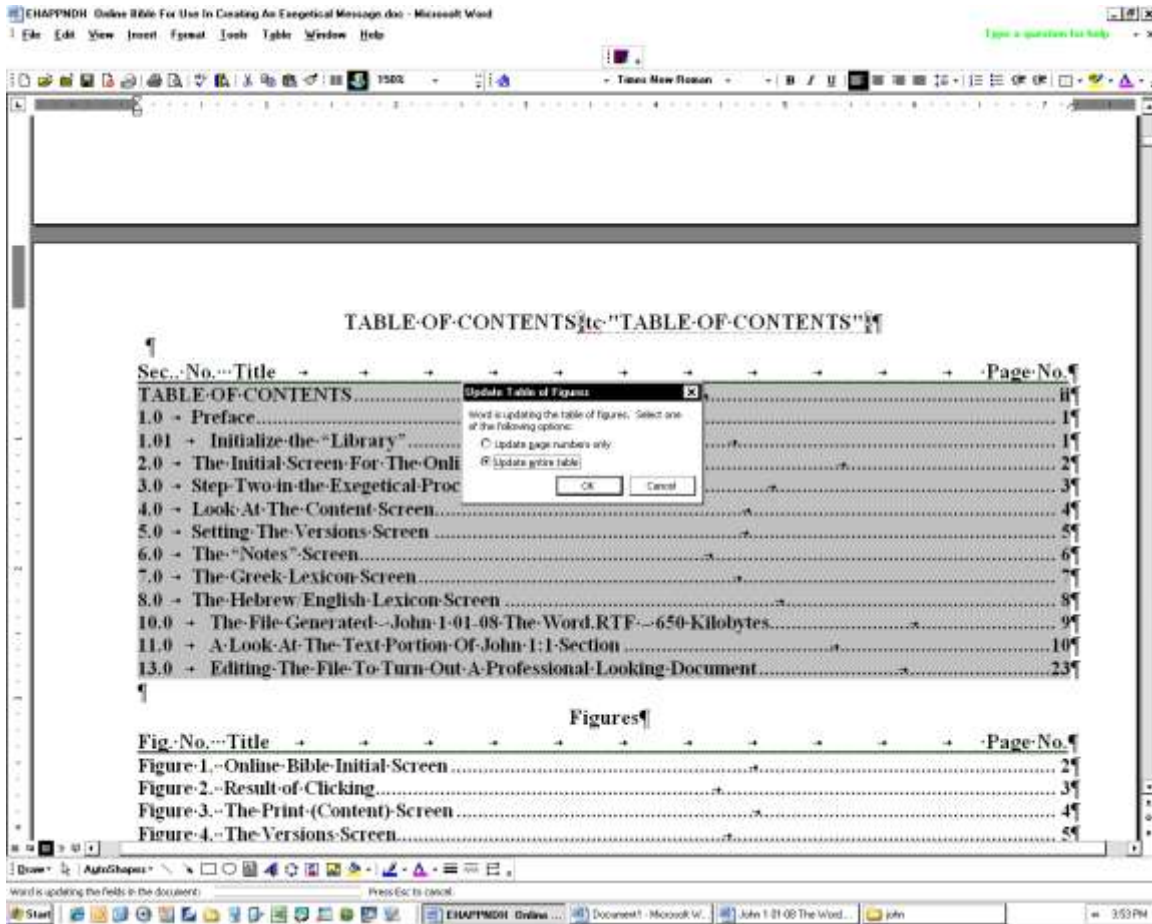 EHAPPNDH Online Bible For Use In Creating An Exegetical Message.doc - Microsoft Word
File Edit View Insert Format Tools Table Window Help
Type a question for help
150%
Times New Roman
B I U
TABLE·OF·CONTENTS tc·"TABLE·OF·CONTENTS"¶
¶
Sec..·No.···Title → → → → → → → → → → → ·Page·No.¶
TABLE·OF·CONTENTS ii¶
1.0 → Preface 1¶
1.01 → Initialize·the·“Library” 1¶
2.0 → The·Initial·Screen·For·The·Onli 2¶
3.0 → Step·Two·in·the·Exegetical·Proc 3¶
4.0 → Look·At·The·Content·Screen 4¶
5.0 → Setting·The·Versions·Screen 5¶
6.0 → The·“Notes”·Screen 6¶
7.0 → The·Greek·Lexicon·Screen 7¶
8.0 → The·Hebrew/English·Lexicon·Screen 8¶
10.0 → The·File·Generated·--·John·1·01-08·The·Word.RTF·--·650·Kilobytes 9¶
11.0 → A·Look·At·The·Text·Portion·Of·John·1:1·Section 10¶
13.0 → Editing·The·File·To·Turn·Out·A·Professional·Looking·Document 23¶
¶
Update Table of Figures
Word is updating the table of figures. Select one
of the following options:
Update page numbers only
Update entire table
OK Cancel
Figures¶
Fig.·No.···Title → → → → → → → → → → → ·Page·No.¶
Figure·1.··Online·Bible·Initial·Screen 2¶
Figure·2.··Result·of·Clicking 3¶
Figure·3.··The·Print·(Content)·Screen 4¶
Figure·4.··The·Versions·Screen 5¶
Draw AutoShapes
Word is updating the fields in the document: Press Esc to cancel.
Start EHAPPNDH Online ... Document1 - Microsoft W... John 1 01-08 The Word... john 3:53 PM